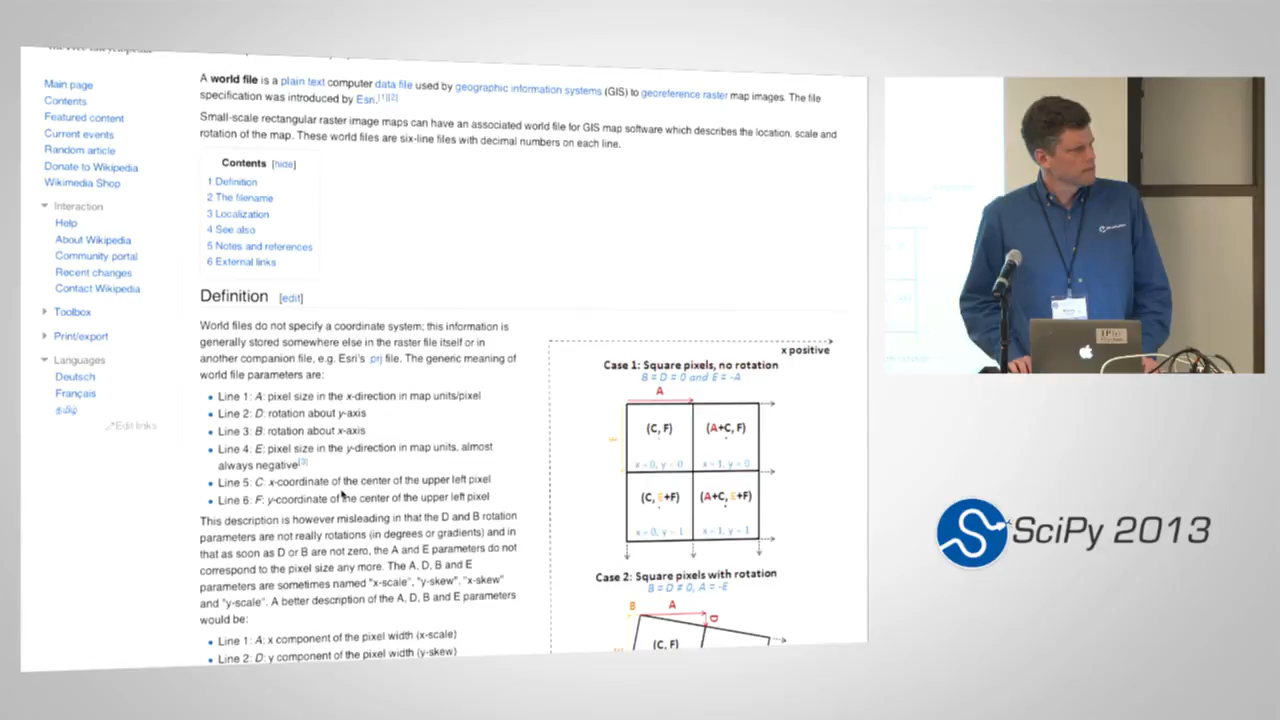 Main page
Contents
Featured content
Current events
Random article
Donate to Wikipedia
Wikimedia Shop
Interaction
Help
About Wikipedia
Community portal
Recent changes
Contact Wikipedia
Toolbox
Print/export
Languages
Deutsch
Français
தமிழ்
Edit links
A world file is a plain text computer data file used by geographic information systems (GIS) to georeference raster map images. The file
specification was introduced by Esri.[1][2]
Small-scale rectangular raster image maps can have an associated world file for GIS map software which describes the location, scale and
rotation of the map. These world files are six-line files with decimal numbers on each line.
Contents [hide]
1 Definition
2 The filename
3 Localization
4 See also
5 Notes and references
6 External links
Definition [edit]
World files do not specify a coordinate system; this information is
generally stored somewhere else in the raster file itself or in
another companion file, e.g. Esri's prj file. The generic meaning of
world file parameters are:
Line 1: A: pixel size in the x-direction in map units/pixel
Line 2: D: rotation about y-axis
Line 3: B: rotation about x-axis
Line 4: E: pixel size in the y-direction in map units, almost
always negative[3]
Line 5: C: x-coordinate of the center of the upper left pixel
Line 6: F: y-coordinate of the center of the upper left pixel
This description is however misleading in that the D and B rotation
parameters are not really rotations (in degrees or gradients) and in
that as soon as D or B are not zero, the A and E parameters do not
correspond to the pixel size any more. The A, D, B and E
parameters are sometimes named "x-scale", "y-skew", "x-skew"
and "y-scale". A better description of the A, D, B and E parameters
would be:
Line 1: A: x component of the pixel width (x-scale)
Line 2: D: y component of the pixel width (y-skew)
x positive
Case 1: Square pixels, no rotation
B = D = 0 and E = -A
A
E
(C, F) (A+C, F)
x = 0, y = 0 x = 1, y = 0
(C, E+F) (A+C, E+F)
x = 0, y = 1 x = 1, y = 1
Case 2: Square pixels with rotation
B = D ≠ 0, A = -E
B A D
(C, F)
SciPy 2013